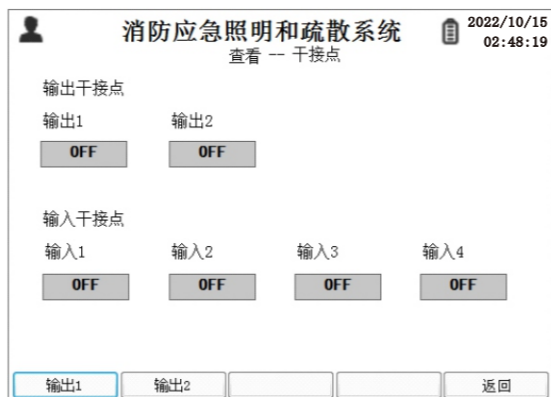 消防应急照明和疏散系统 2022/10/15
查看 -- 干接点 02:48:19
输出干接点
输出1 输出2
OFF OFF
输入干接点
输入1 输入2 输入3 输入4
OFF OFF OFF OFF
输出1 输出2 返回